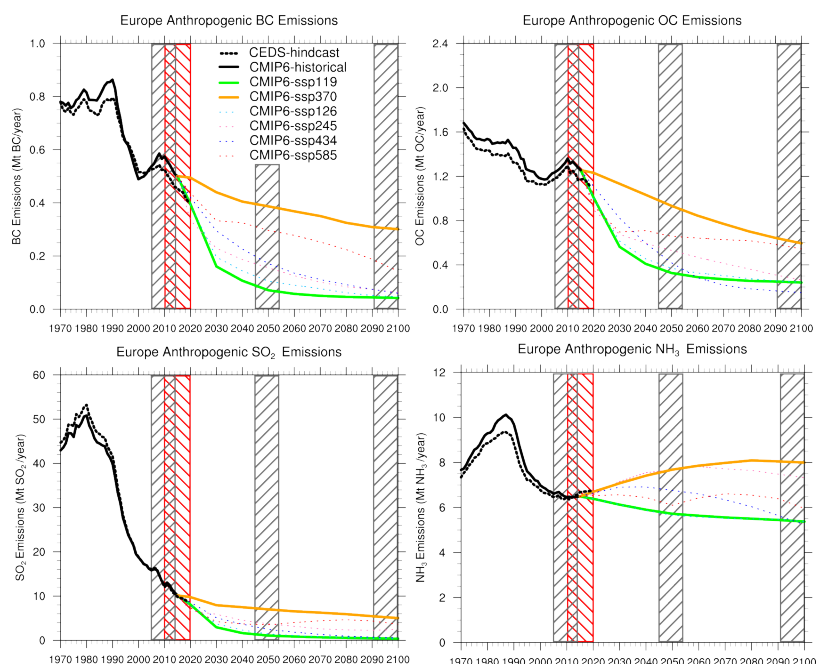 Europe Anthropogenic BC Emissions
BC Emissions (Mt BC/year)
1.0
0.8
0.6
0.4
0.2
0.0
CEDS-hindcast
CMIP6-historical
CMIP6-ssp119
CMIP6-ssp370
CMIP6-ssp126
CMIP6-ssp245
CMIP6-ssp434
CMIP6-ssp585
1970 1980 1990 2000 2010 2020 2030 2040 2050 2060 2070 2080 2090 2100
Europe Anthropogenic OC Emissions
OC Emissions (Mt OC/year)
2.4
2.0
1.6
1.2
0.8
0.4
0.0
1970 1980 1990 2000 2010 2020 2030 2040 2050 2060 2070 2080 2090 2100
Europe Anthropogenic SO₂ Emissions
SO₂ Emissions (Mt SO₂/year)
60
50
40
30
20
10
0
1970 1980 1990 2000 2010 2020 2030 2040 2050 2060 2070 2080 2090 2100
Europe Anthropogenic NH₃ Emissions
NH₃ Emissions (Mt NH₃/year)
12
10
8
6
4
2
0
1970 1980 1990 2000 2010 2020 2030 2040 2050 2060 2070 2080 2090 2100